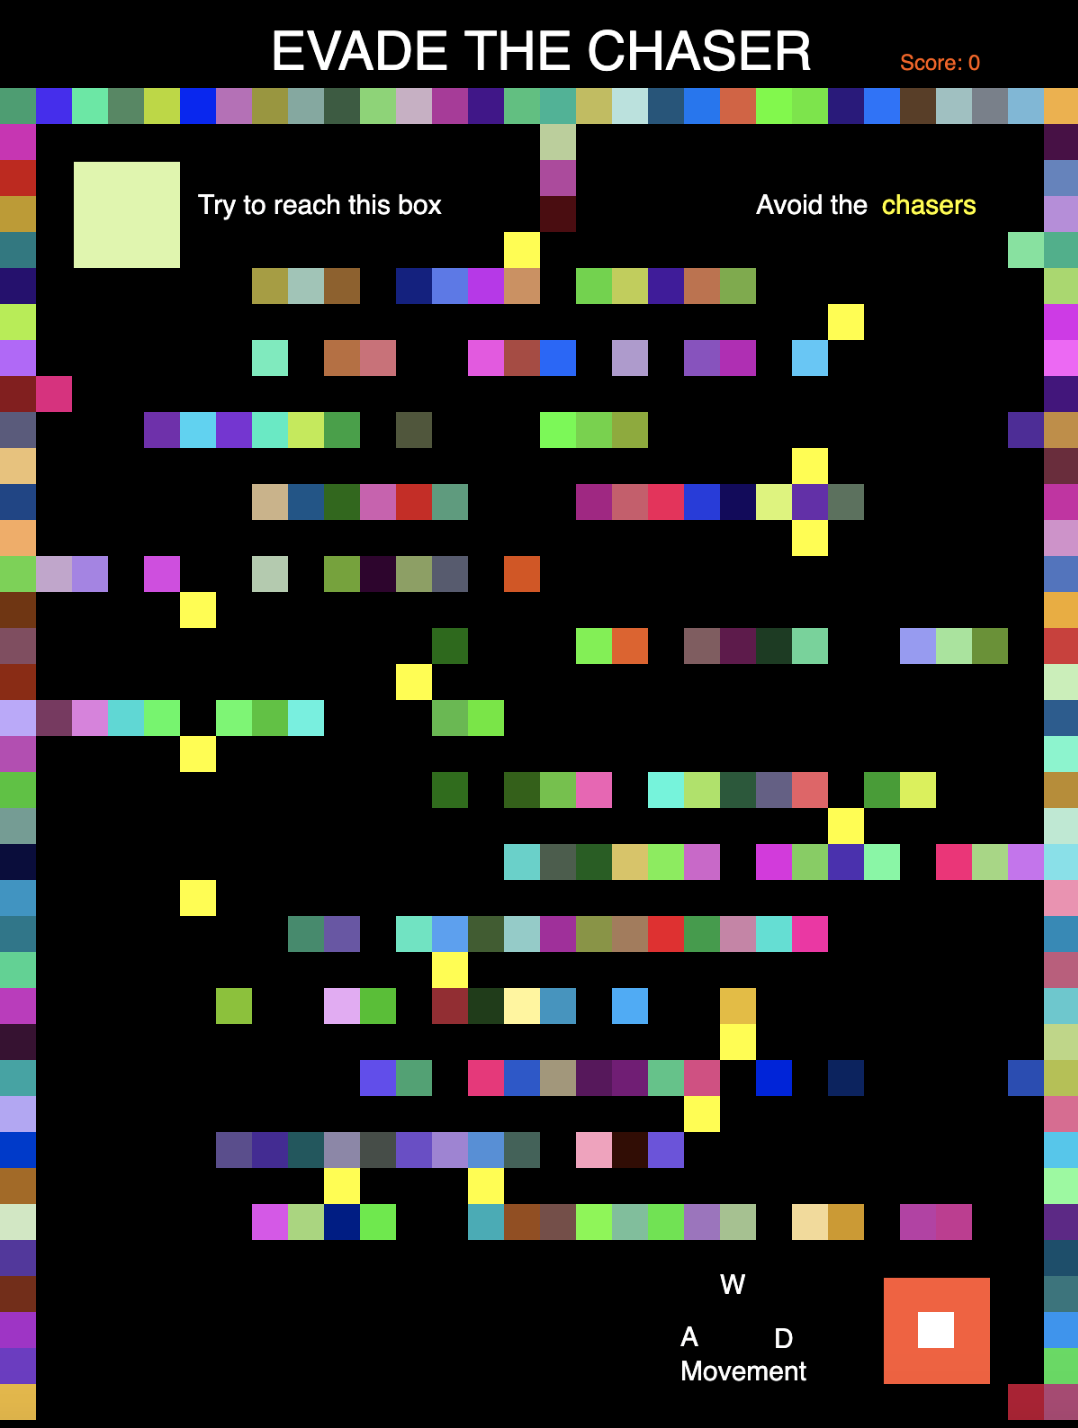 EVADE THE CHASER
Score: 0
Try to reach this box
Avoid the chasers
W
A D
Movement